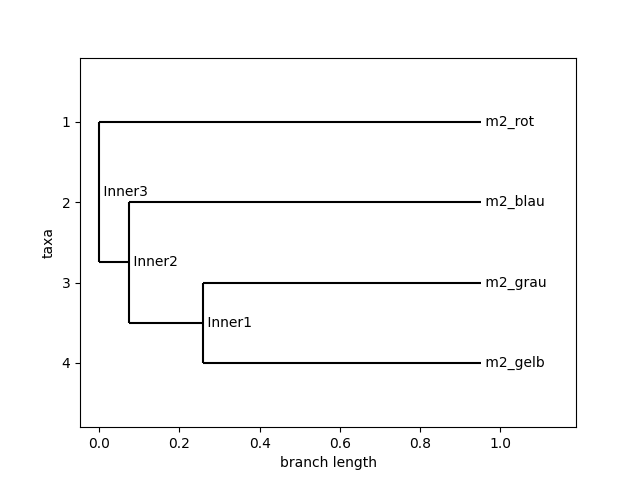 1
m2_rot
Inner3
2
m2_blau
taxa
Inner2
3
m2_grau
Inner1
4
m2_gelb
0.0 0.2 0.4 0.6 0.8 1.0
branch length